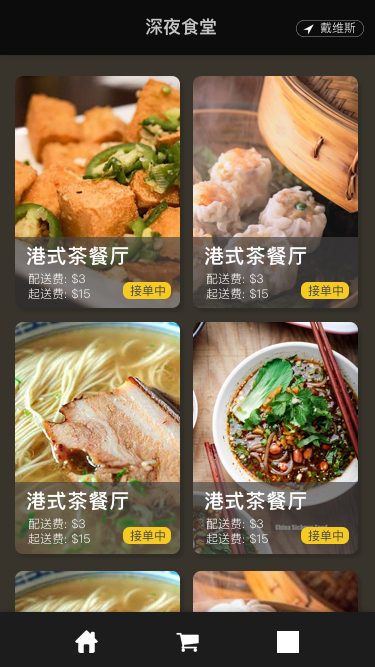 深夜食堂
戴维斯
港式茶餐厅
配送费: $3
起送费: $15
接单中
港式茶餐厅
配送费: $3
起送费: $15
接单中
港式茶餐厅
配送费: $3
起送费: $15
接单中
港式茶餐厅
配送费: $3
起送费: $15
接单中